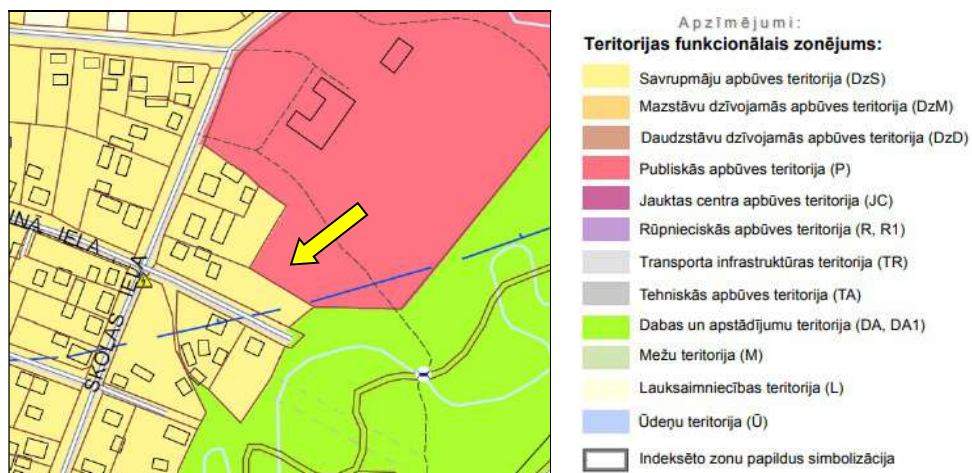 INĀ IELA
SKOLAS IELA
Apzīmējumi:
Teritorijas funkcionālais zonējums:
Savrupmāju apbūves teritorija (DzS)
Mazstāvu dzīvojamās apbūves teritorija (DzM)
Daudzstāvu dzīvojamās apbūves teritorija (DzD)
Publiskās apbūves teritorija (P)
Jauktas centra apbūves teritorija (JC)
Rūpnieciskās apbūves teritorija (R, R1)
Transporta infrastruktūras teritorija (TR)
Tehniskās apbūves teritorija (TA)
Dabas un apstādījumu teritorija (DA, DA1)
Mežu teritorija (M)
Lauksaimniecības teritorija (L)
Ūdeņu teritorija (Ū)
Indeksēto zonu papildus simbolizācija